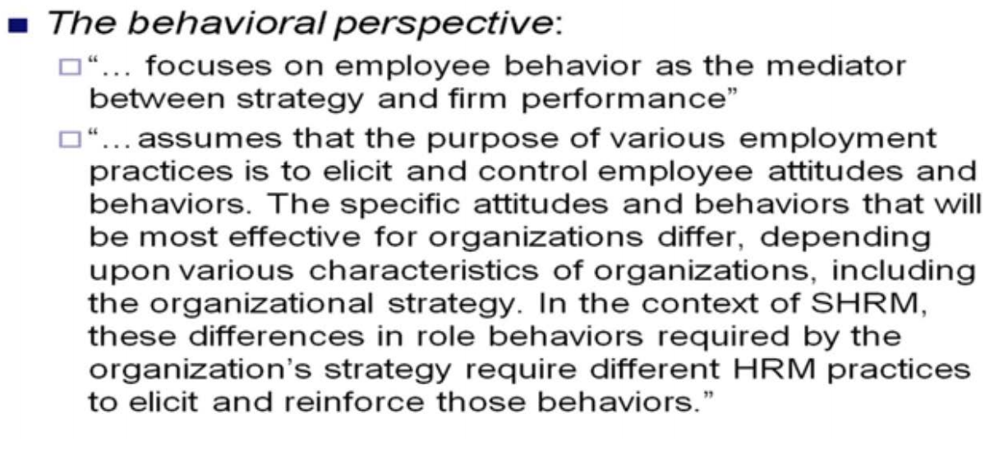 The behavioral perspective:
“... focuses on employee behavior as the mediator
between strategy and firm performance”
“... assumes that the purpose of various employment
practices is to elicit and control employee attitudes and
behaviors. The specific attitudes and behaviors that will
be most effective for organizations differ, depending
upon various characteristics of organizations, including
the organizational strategy. In the context of SHRM,
these differences in role behaviors required by the
organization’s strategy require different HRM practices
to elicit and reinforce those behaviors.”